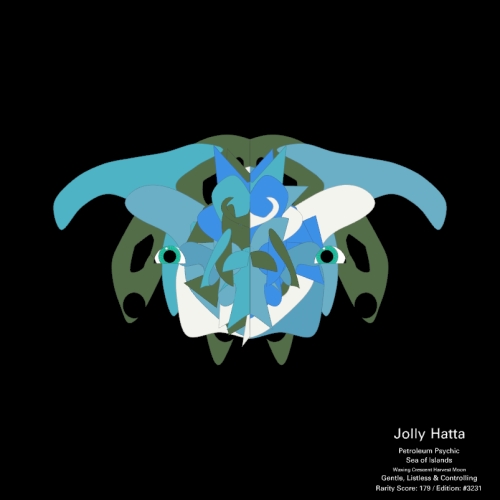 Jolly Hatta
Petroleum Psychic
Sea of Islands
Waxing Crescent Harvest Moon
Gentle, Listless & Controlling
Rarity Score: 179 / Edition: #3231